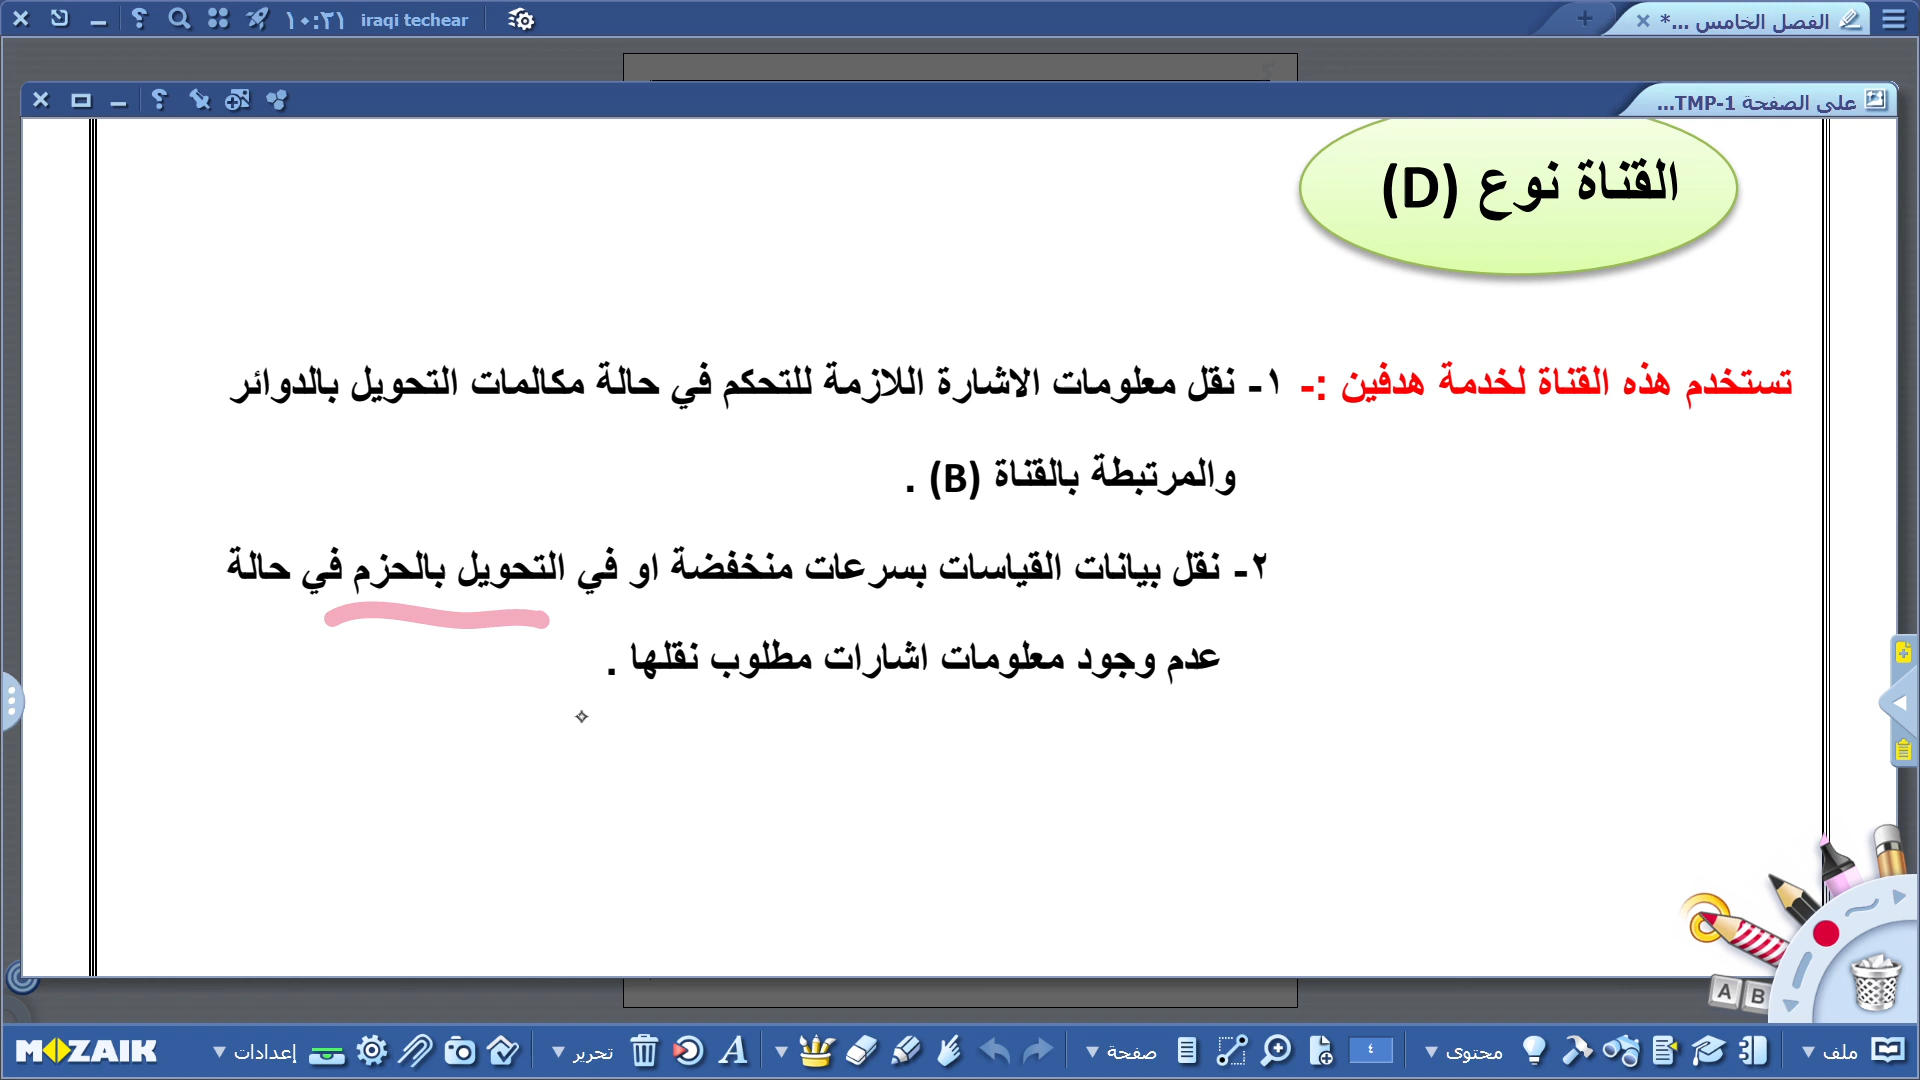 الفصل الخامس ...*
iraqi techear
١٠:٣١
على الصفحة TMP-1...
القناة نوع (D)
تستخدم هذه القناة لخدمة هدفين :- ١- نقل معلومات الاشارة اللازمة للتحكم في حالة مكالمات التحويل بالدوائر
والمرتبطة بالقناة (B) .
٢- نقل بيانات القياسات بسرعات منخفضة او في التحويل بالحزم في حالة
عدم وجود معلومات اشارات مطلوب نقلها .
A B
ملف
محتوى
٤
صفحة
تحرير
إعدادات
MOZAIK